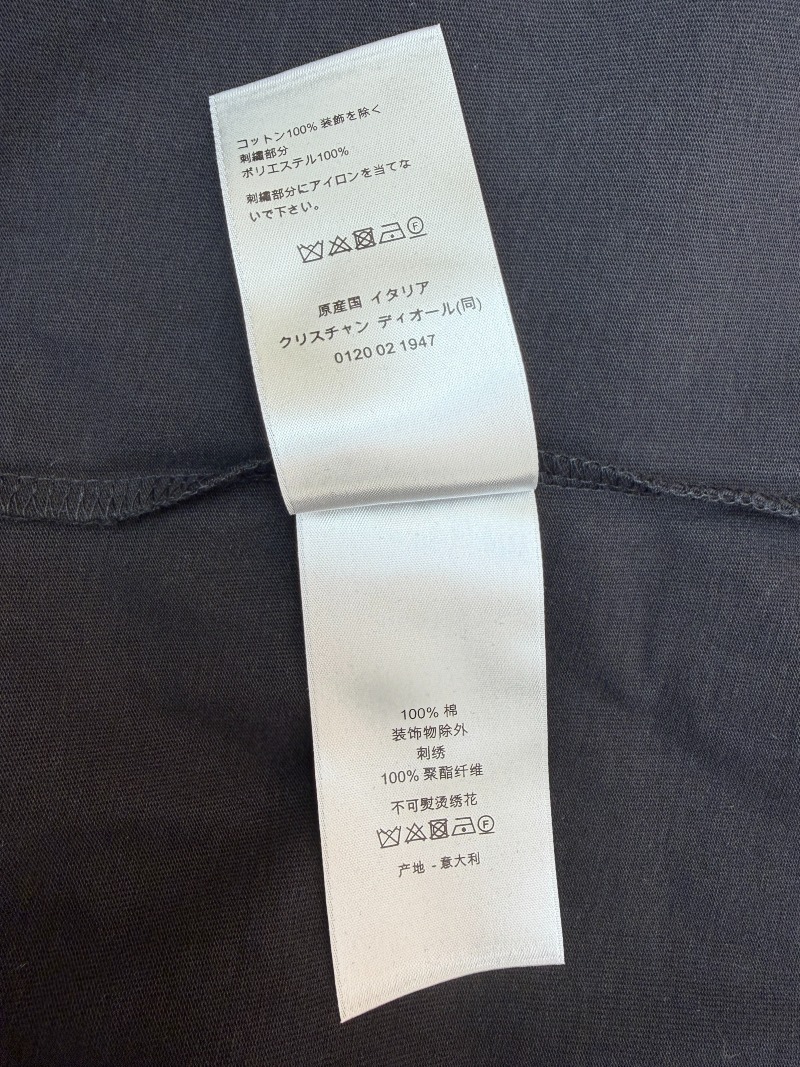 コットン100% 装飾を除く
刺繍部分
ポリエステル100%
刺繍部分にアイロンを当てな
いで下さい。
F
原産国 イタリア
クリスチャン ディオール(同)
0120 02 1947
100% 棉
装饰物除外
刺绣
100% 聚酯纤维
不可熨烫绣花
F
产地 - 意大利